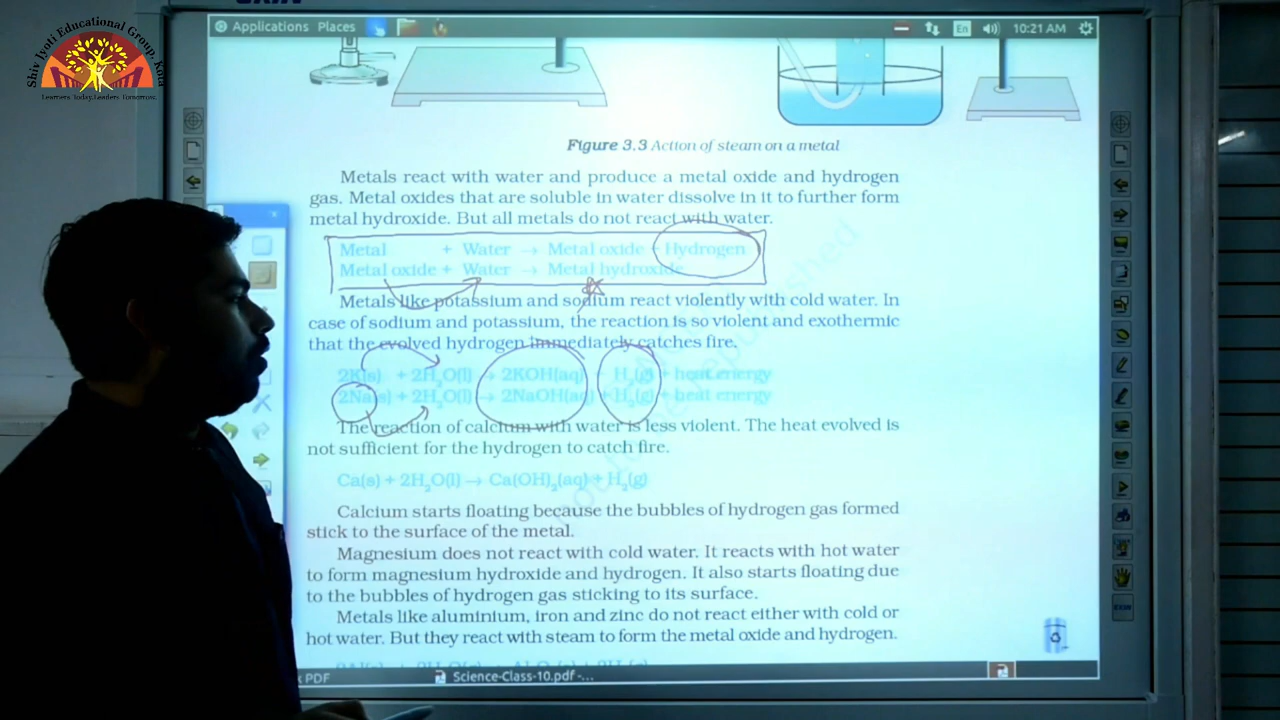 Shiv Jyoti Educational Group, Kota
Learners Today,Leaders Tomorrow.
Applications Places
En
10:21 AM
Figure 3.3 Action of steam on a metal
Metals react with water and produce a metal oxide and hydrogen
gas. Metal oxides that are soluble in water dissolve in it to further form
metal hydroxide. But all metals do not react with water.
Metal + Water → Metal oxide + Hydrogen
Metal oxide + Water → Metal hydroxide
Metals like potassium and sodium react violently with cold water. In
case of sodium and potassium, the reaction is so violent and exothermic
that the evolved hydrogen immediately catches fire.
2K(s) + 2H₂O(l) → 2KOH(aq) + H₂(g) + heat energy
2Na(s) + 2H₂O(l) → 2NaOH(aq) + H₂(g) + heat energy
The reaction of calcium with water is less violent. The heat evolved is
not sufficient for the hydrogen to catch fire.
Ca(s) + 2H₂O(l) → Ca(OH)₂(aq) + H₂(g)
Calcium starts floating because the bubbles of hydrogen gas formed
stick to the surface of the metal.
Magnesium does not react with cold water. It reacts with hot water
to form magnesium hydroxide and hydrogen. It also starts floating due
to the bubbles of hydrogen gas sticking to its surface.
Metals like aluminium, iron and zinc do not react either with cold or
hot water. But they react with steam to form the metal oxide and hydrogen.
PDF
Science-Class-10.pdf -...